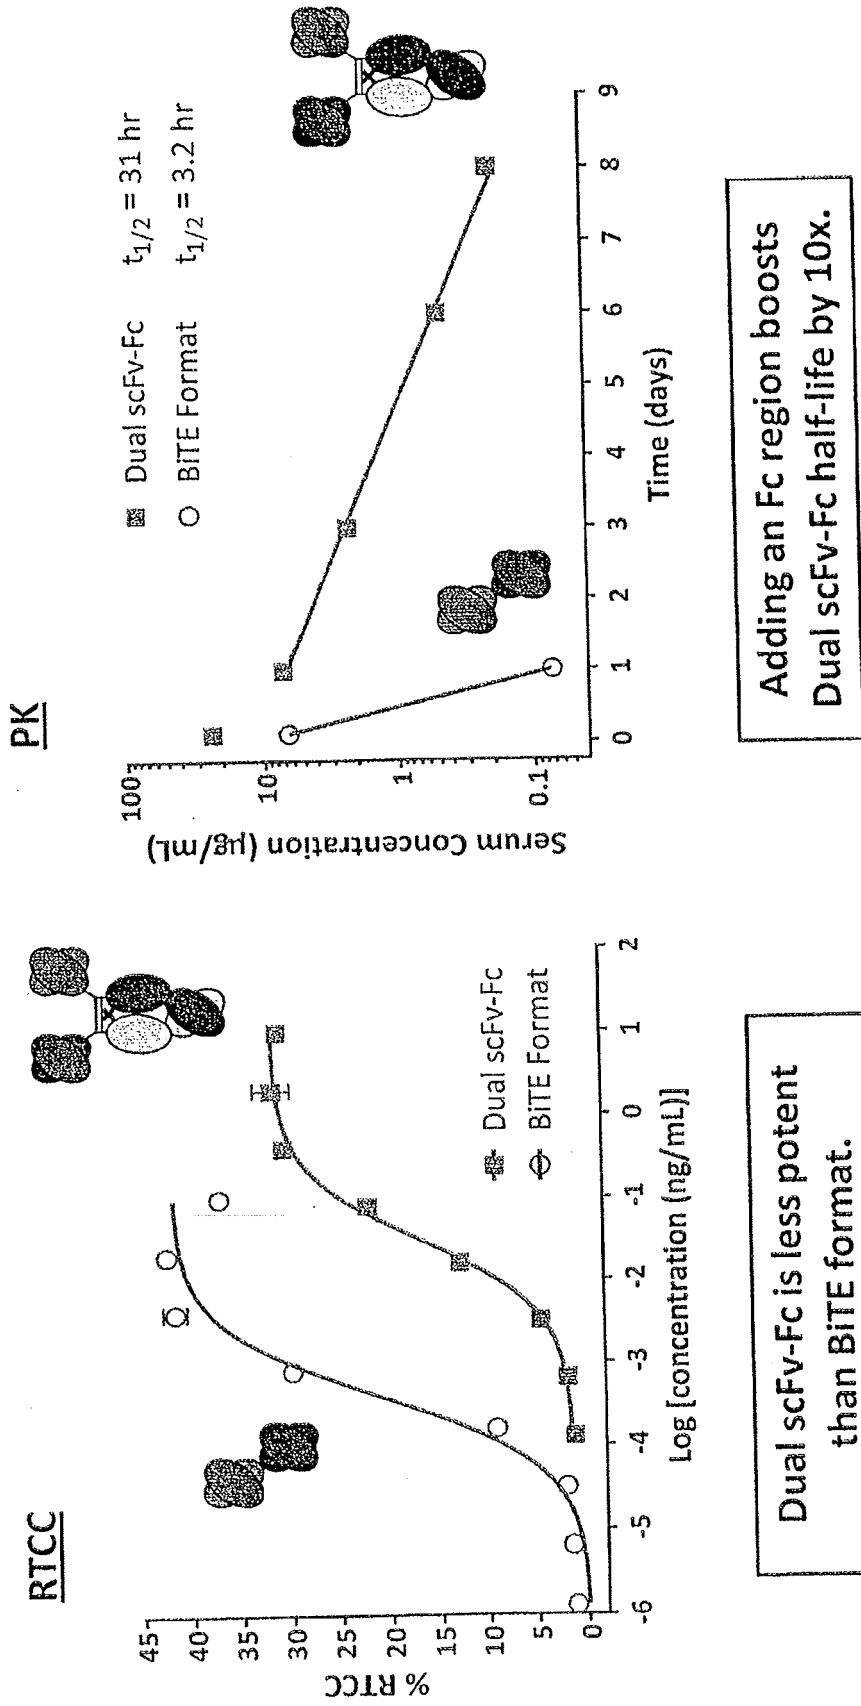 RTCC
45
40
35
30
25
20
15
10
5
0
% RTCC
-6
-5
-4
-3
-2
-1
0
1
2
Log [concentration (ng/mL)]
Dual scFv-Fc
BiTE Format
Dual scFv-Fc is less potent
than BiTE format.
PK
Dual scFv-Fc t1/2 = 31 hr
BiTE Format t1/2 = 3.2 hr
100
10
1
0.1
Serum Concentration (µg/mL)
0
1
2
3
4
5
6
7
8
9
Time (days)
Adding an Fc region boosts
Dual scFv-Fc half-life by 10x.